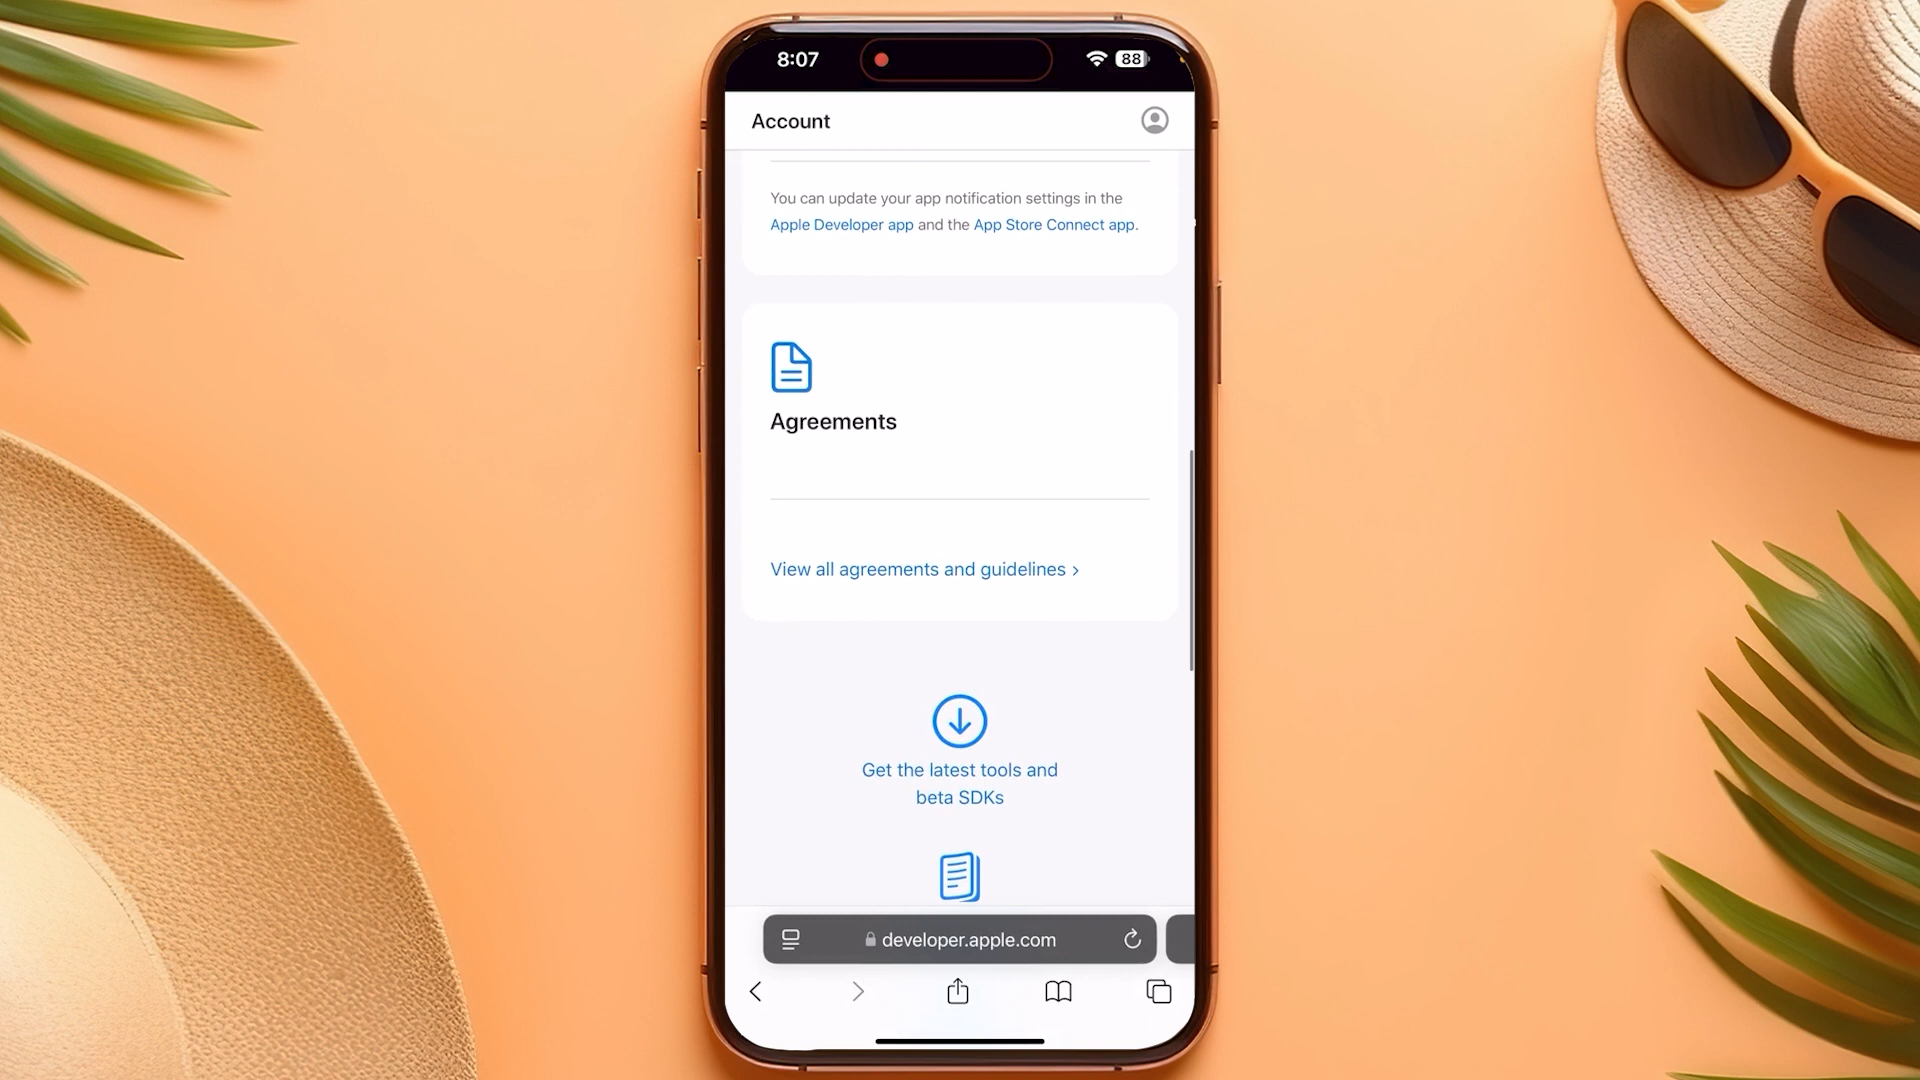 8:07
88
Account
You can update your app notification settings in the
Apple Developer app and the App Store Connect app.
Agreements
View all agreements and guidelines ›
Get the latest tools and
beta SDKs
developer.apple.com